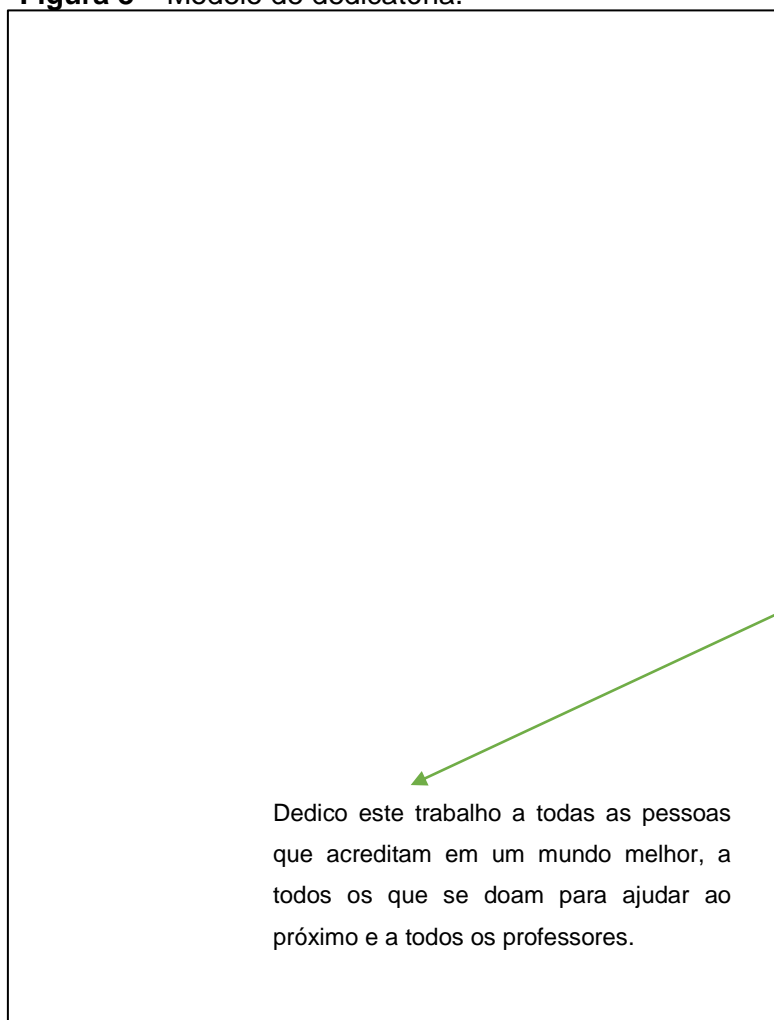 Modelo de dedicatória.
Dedico este trabalho a todas as pessoas
que acreditam em um mundo melhor, a
todos os que se doam para ajudar ao
próximo e a todos os professores.